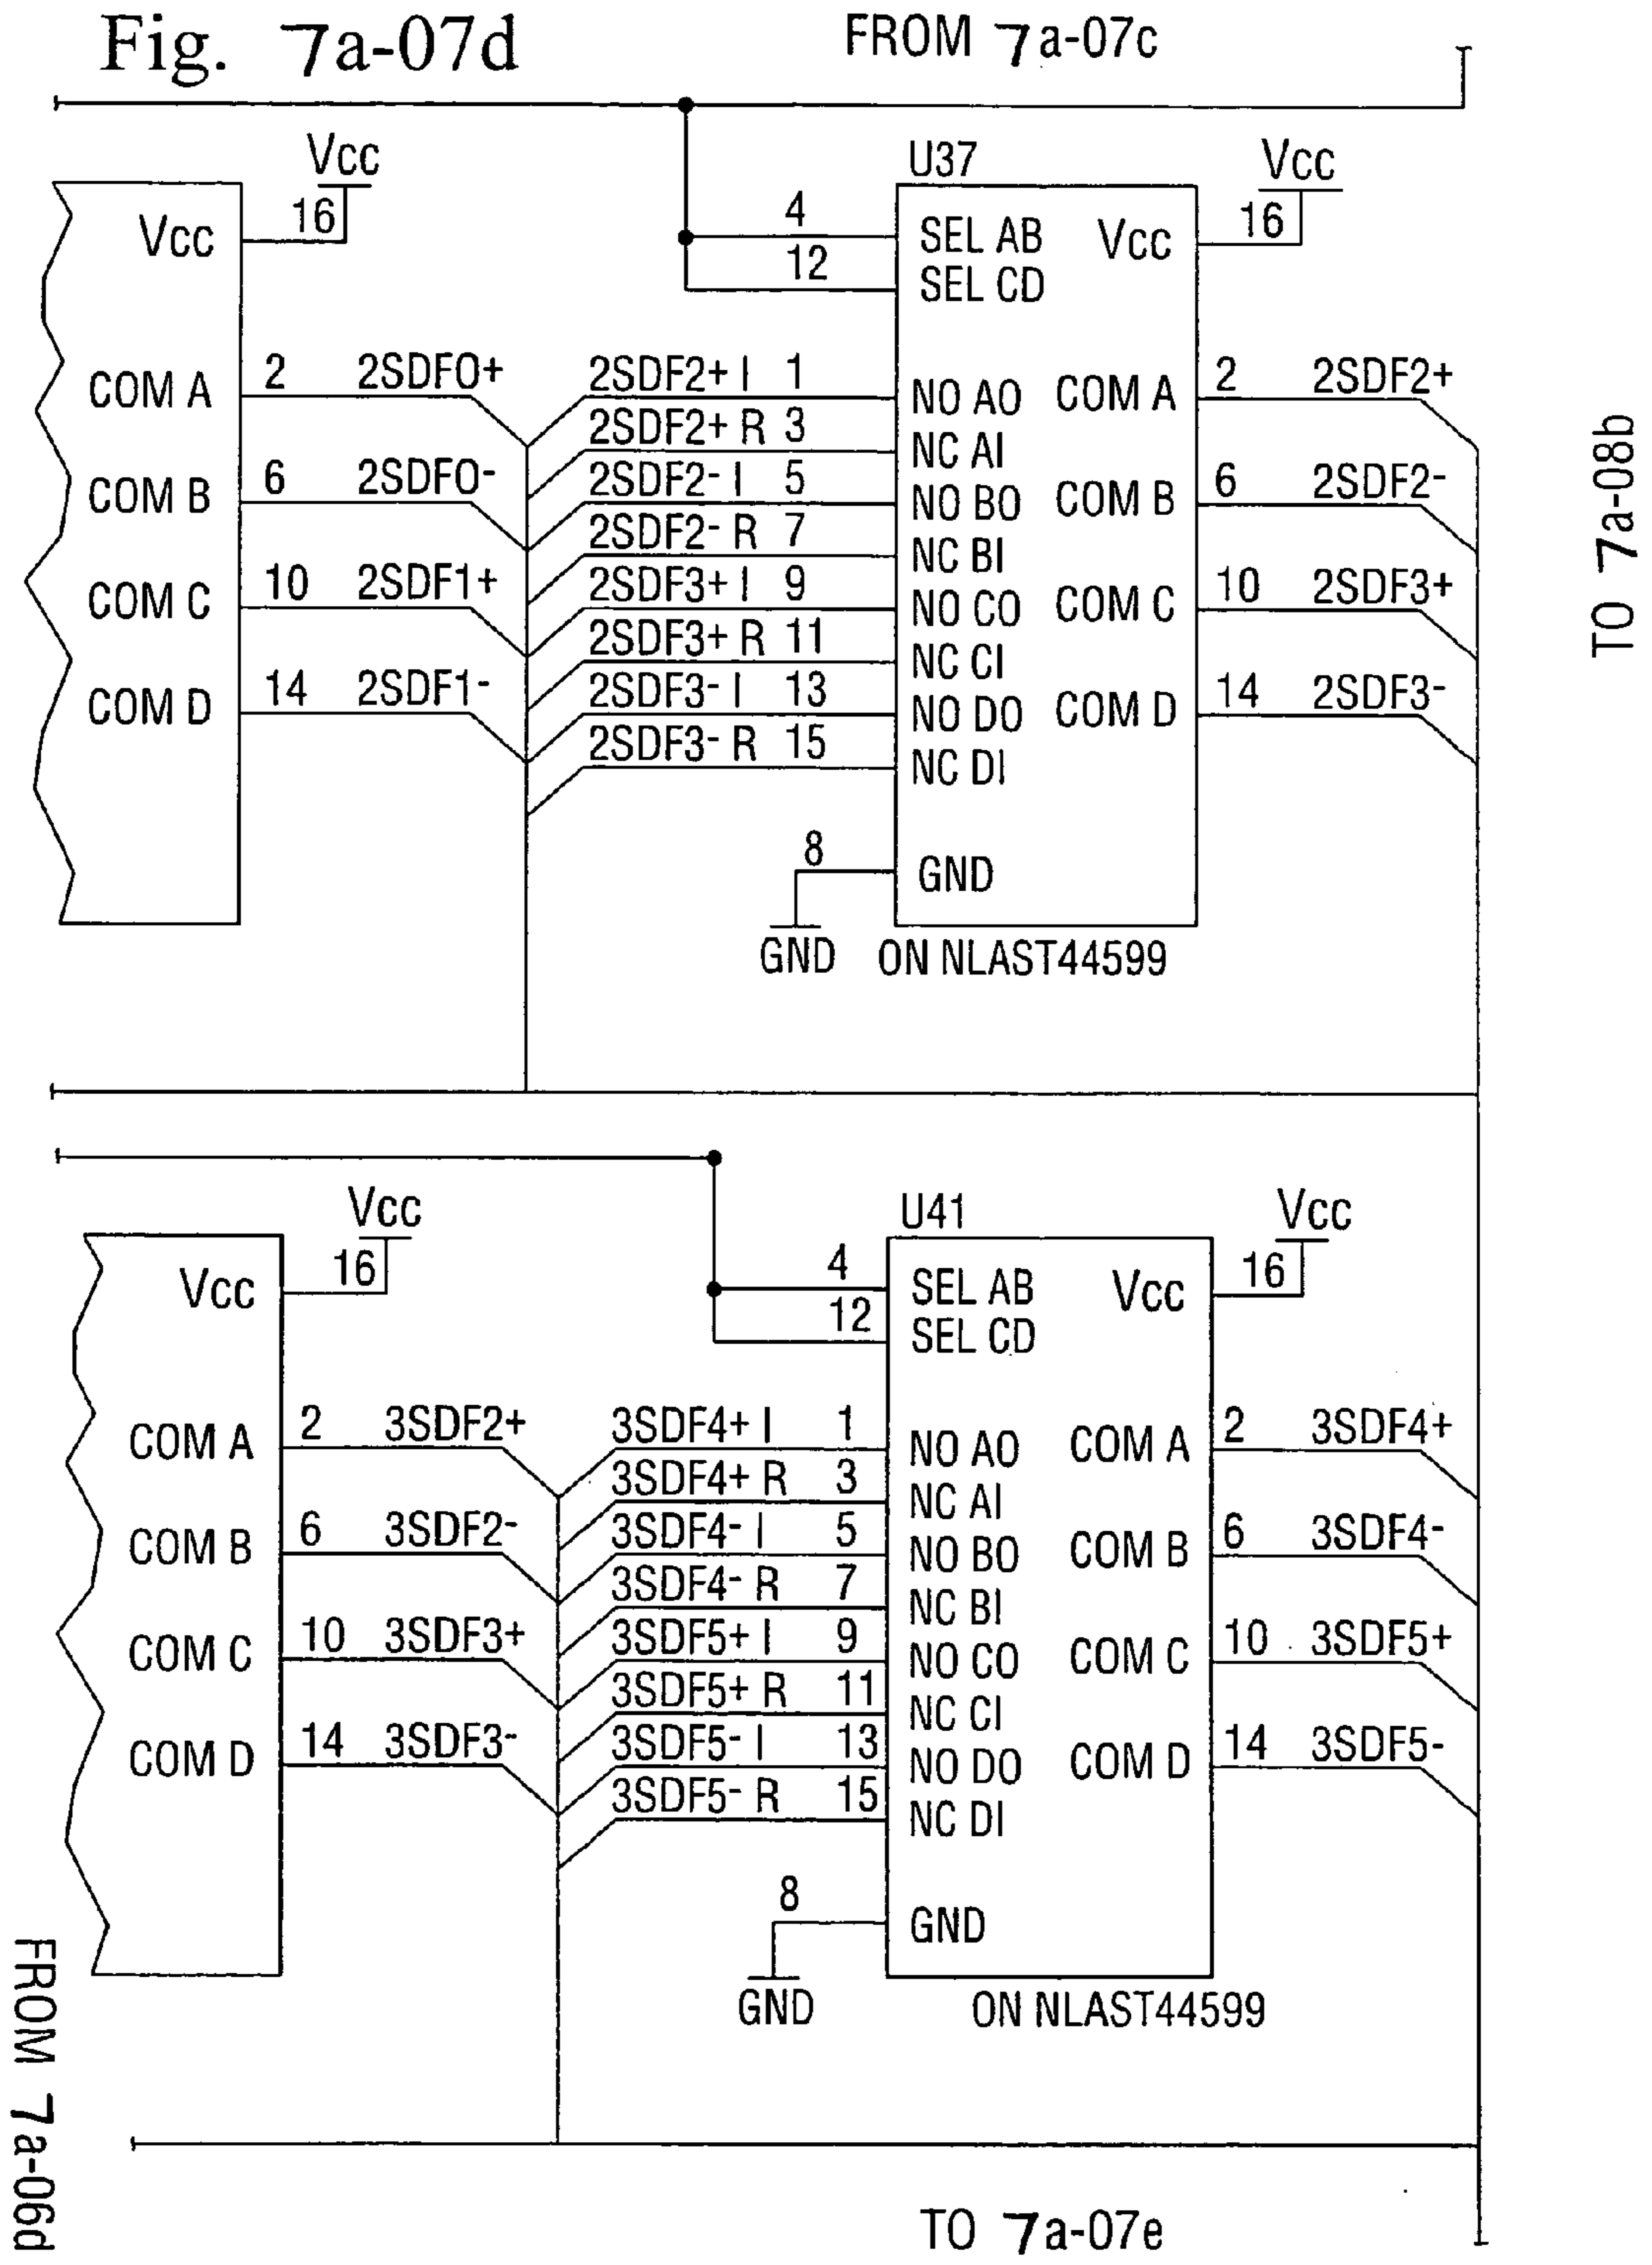 Fig. 7a-07d
FROM 7a-07c
TO 7a-08b
Vcc
16
Vcc
COM A 2 2SDF0+
COM B 6 2SDF0-
COM C 10 2SDF1+
COM D 14 2SDF1-
U37
Vcc
4 SEL AB Vcc 16
12 SEL CD
2SDF2+ I 1 NO AO COM A 2 2SDF2+
2SDF2+ R 3 NC AI
2SDF2- I 5 NO BO COM B 6 2SDF2-
2SDF2- R 7 NC BI
2SDF3+ I 9 NO CO COM C 10 2SDF3+
2SDF3+ R 11 NC CI
2SDF3- I 13 NO DO COM D 14 2SDF3-
2SDF3- R 15 NC DI
8 GND
GND ON NLAST44599
Vcc
16
Vcc
COM A 2 3SDF2+
COM B 6 3SDF2-
COM C 10 3SDF3+
COM D 14 3SDF3-
U41
Vcc
4 SEL AB Vcc 16
12 SEL CD
3SDF4+ I 1 NO AO COM A 2 3SDF4+
3SDF4+ R 3 NC AI
3SDF4- I 5 NO BO COM B 6 3SDF4-
3SDF4- R 7 NC BI
3SDF5+ I 9 NO CO COM C 10 3SDF5+
3SDF5+ R 11 NC CI
3SDF5- I 13 NO DO COM D 14 3SDF5-
3SDF5- R 15 NC DI
8 GND
GND ON NLAST44599
FROM 7a-06d
TO 7a-07e